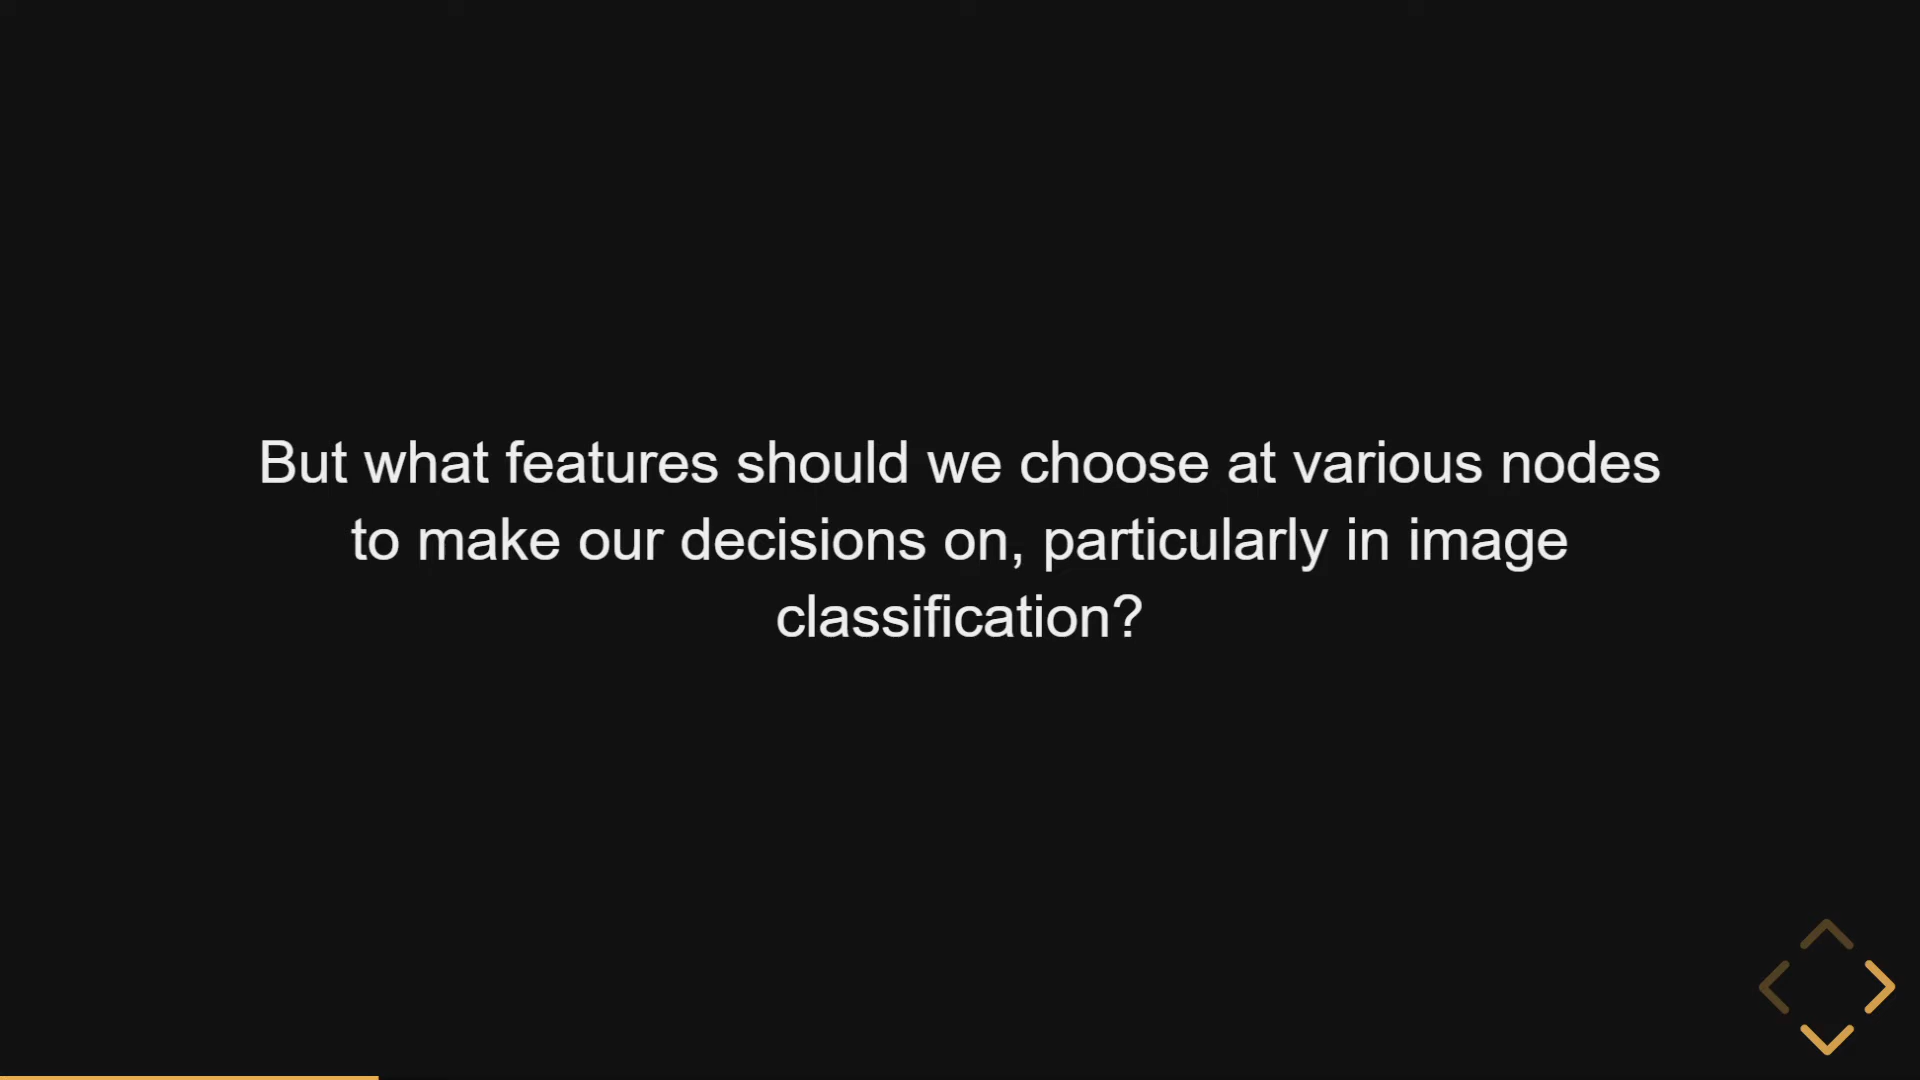 But what features should we choose at various nodes
to make our decisions on, particularly in image
classification?